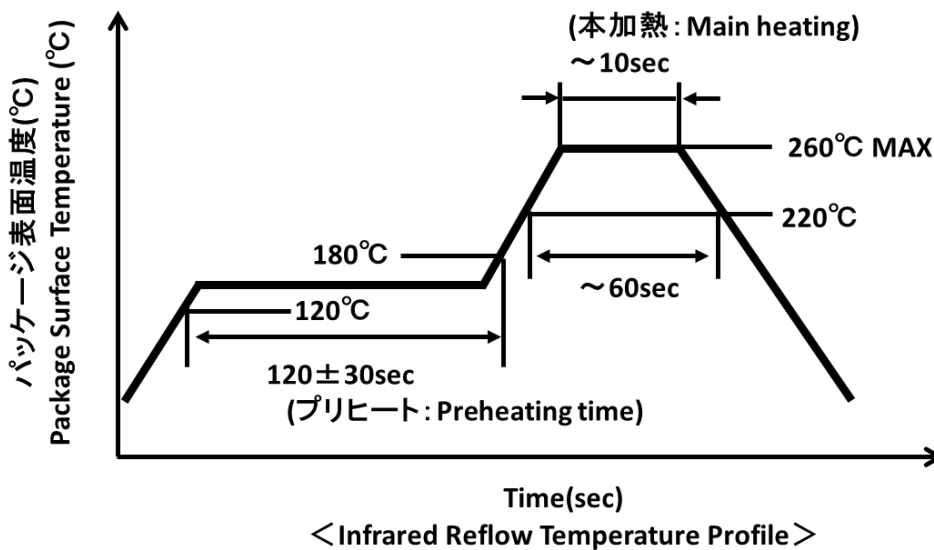 (本加熱：Main heating)
～10sec
260℃ MAX
220℃
180℃
～60sec
120℃
120±30sec
(プリヒート：Preheating time)
パッケージ表面温度(℃)
Package Surface Temperature (℃)
Time(sec)
＜Infrared Reflow Temperature Profile＞